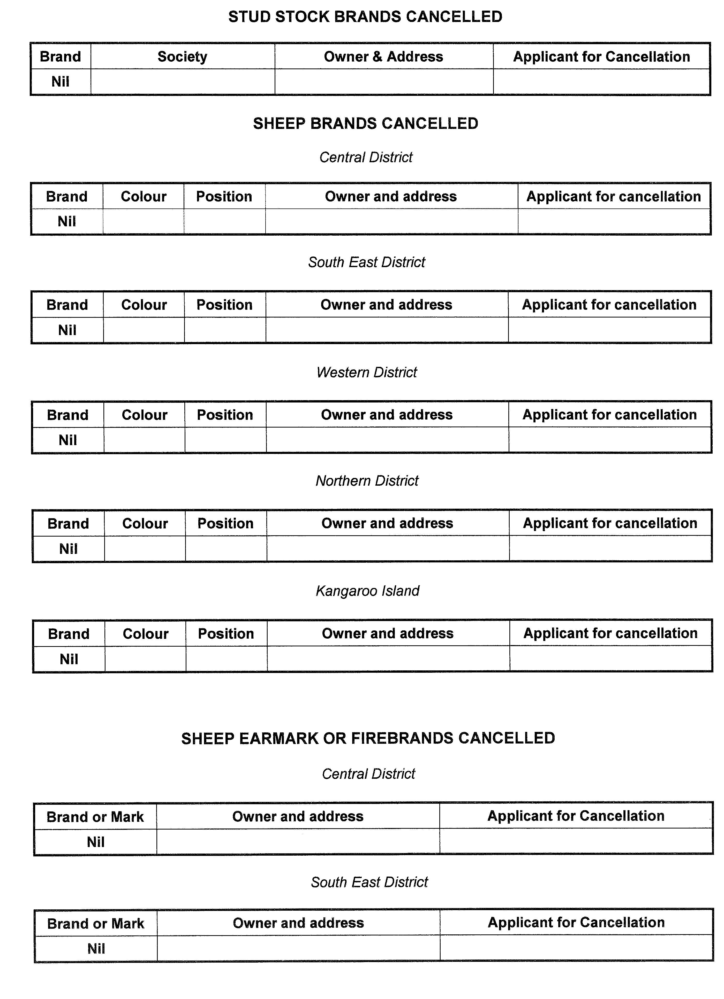 STUD STOCK BRANDS CANCELLED
Brand Society Owner & Address Applicant for Cancellation
Nil
SHEEP BRANDS CANCELLED
Central District
Brand Colour Position Owner and address Applicant for cancellation
Nil
South East District
Brand Colour Position Owner and address Applicant for cancellation
Nil
Western District
Brand Colour Position Owner and address Applicant for cancellation
Nil
Northern District
Brand Colour Position Owner and address Applicant for cancellation
Nil
Kangaroo Island
Brand Colour Position Owner and address Applicant for cancellation
Nil
SHEEP EARMARK OR FIREBRANDS CANCELLED
Central District
Brand or Mark Owner and address Applicant for Cancellation
Nil
South East District
Brand or Mark Owner and address Applicant for Cancellation
Nil